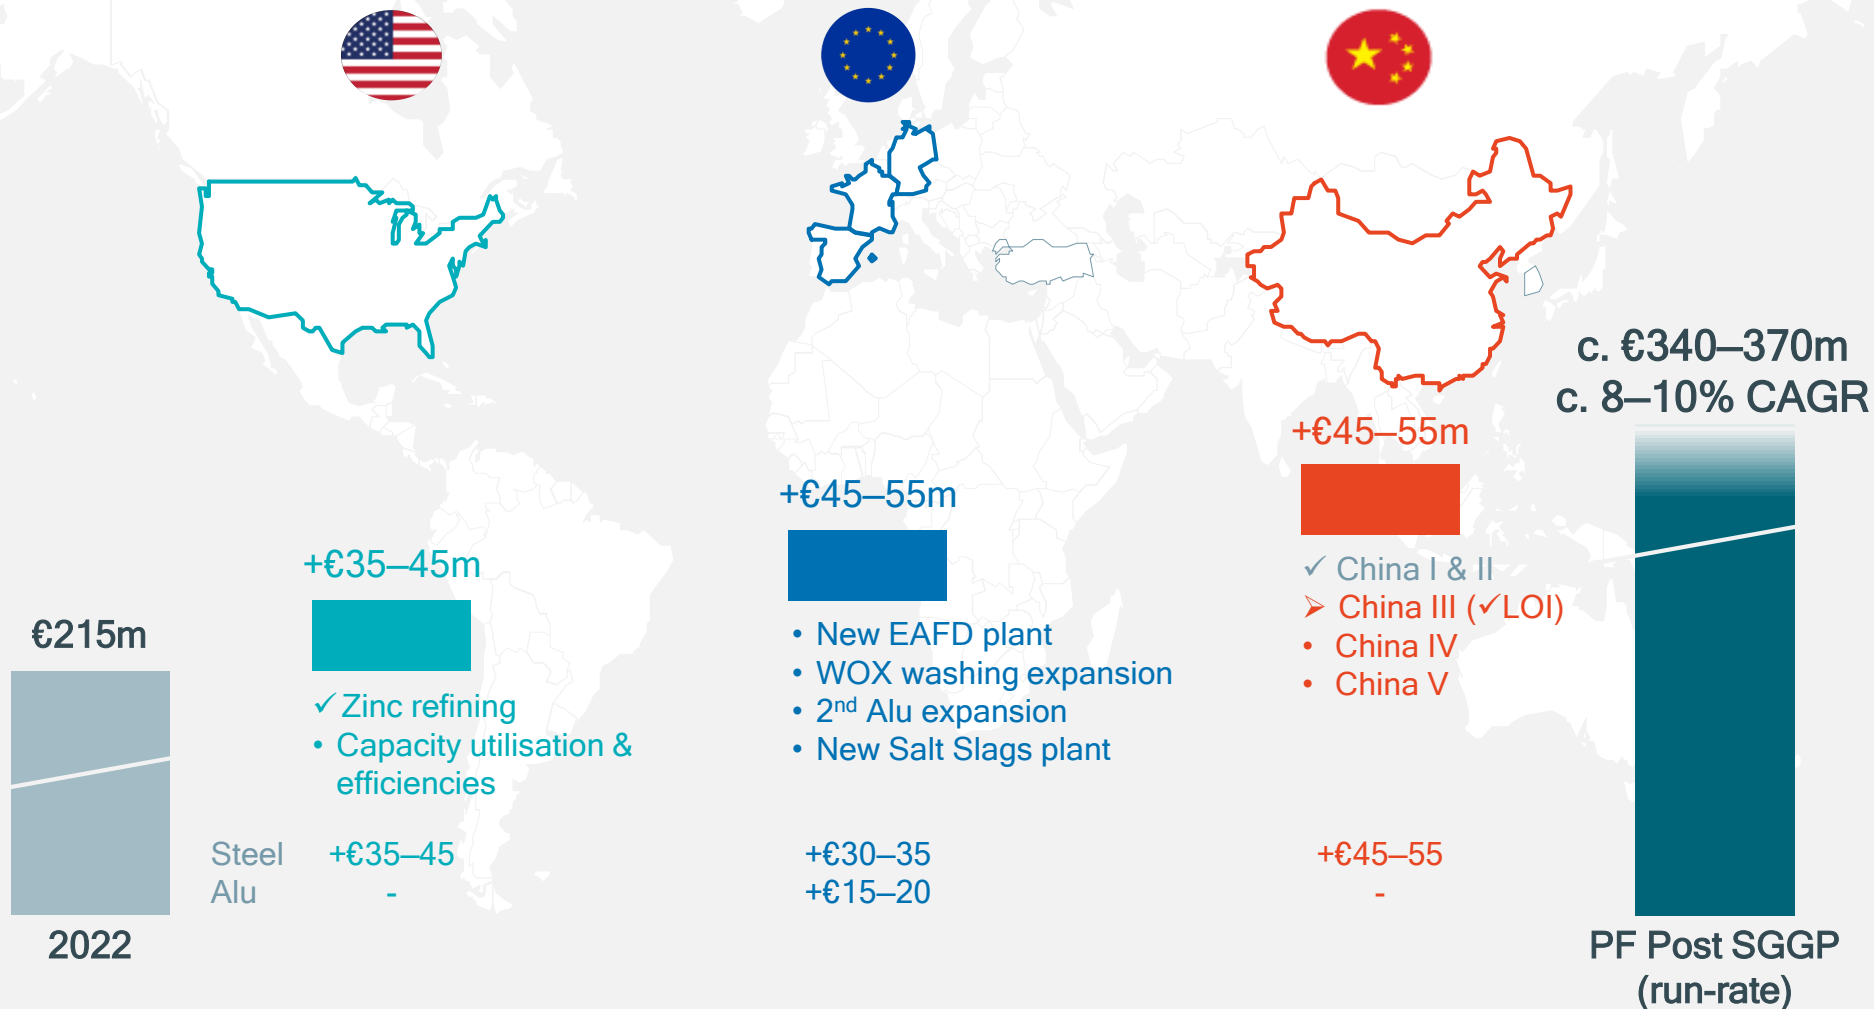 €215m
2022
+€35–45m
✓ Zinc refining
• Capacity utilisation &
efficiencies
+€45–55m
• New EAFD plant
• WOX washing expansion
• 2nd Alu expansion
• New Salt Slags plant
+€45–55m
✓ China I & II
➢ China III (✓LOI)
• China IV
• China V
c. €340–370m
c. 8–10% CAGR
PF Post SGGP
(run-rate)
Steel +€35–45 +€30–35 +€45–55
Alu - +€15–20 -